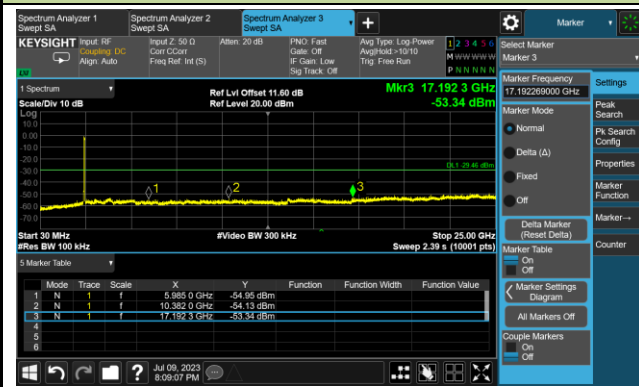 Spectrum Analyzer 1
Swept SA
Spectrum Analyzer 2
Swept SA
Spectrum Analyzer 3
Swept SA
+
Marker
KEYSIGHT
Input: RF
Coupling: DC
Align: Auto
Input Z: 50 Ω
Corr CCorr
Freq Ref: Int (S)
Atten: 20 dB
PNO: Fast
Gate: Off
IF Gain: Low
Sig Track: Off
Avg Type: Log-Power
Avg|Hold:>10/10
Trig: Free Run
1 2 3 4 5 6
M W W W W W
P N N N N N
LV
Select Marker
Marker 3
1 Spectrum
Scale/Div 10 dB
Log
Ref Lvl Offset 11.60 dB
Ref Level 20.00 dBm
Mkr3 17.192 3 GHz
-53.34 dBm
10.0
0.00
-10.0
-20.0
-30.0
-40.0
-50.0
-60.0
-70.0
DL1 -29.46 dBm
1
2
3
Start 30 MHz
#Res BW 100 kHz
#Video BW 300 kHz
Stop 25.00 GHz
Sweep 2.39 s (10001 pts)
5 Marker Table
Mode Trace Scale X Y Function Function Width Function Value
1 N 1 f 5.985 0 GHz -54.95 dBm
2 N 1 f 10.382 0 GHz -54.13 dBm
3 N 1 f 17.192 3 GHz -53.34 dBm
4
5
6
Marker Frequency
17.192269000 GHz
Marker Mode
Normal
Delta (Δ)
Fixed
Off
Delta Marker
(Reset Delta)
Marker Table
On
Off
Marker Settings
Diagram
All Markers Off
Couple Markers
On
Off
Settings
Peak
Search
Pk Search
Config
Properties
Marker
Function
Marker→
Counter
?
Jul 09, 2023
8:09:07 PM